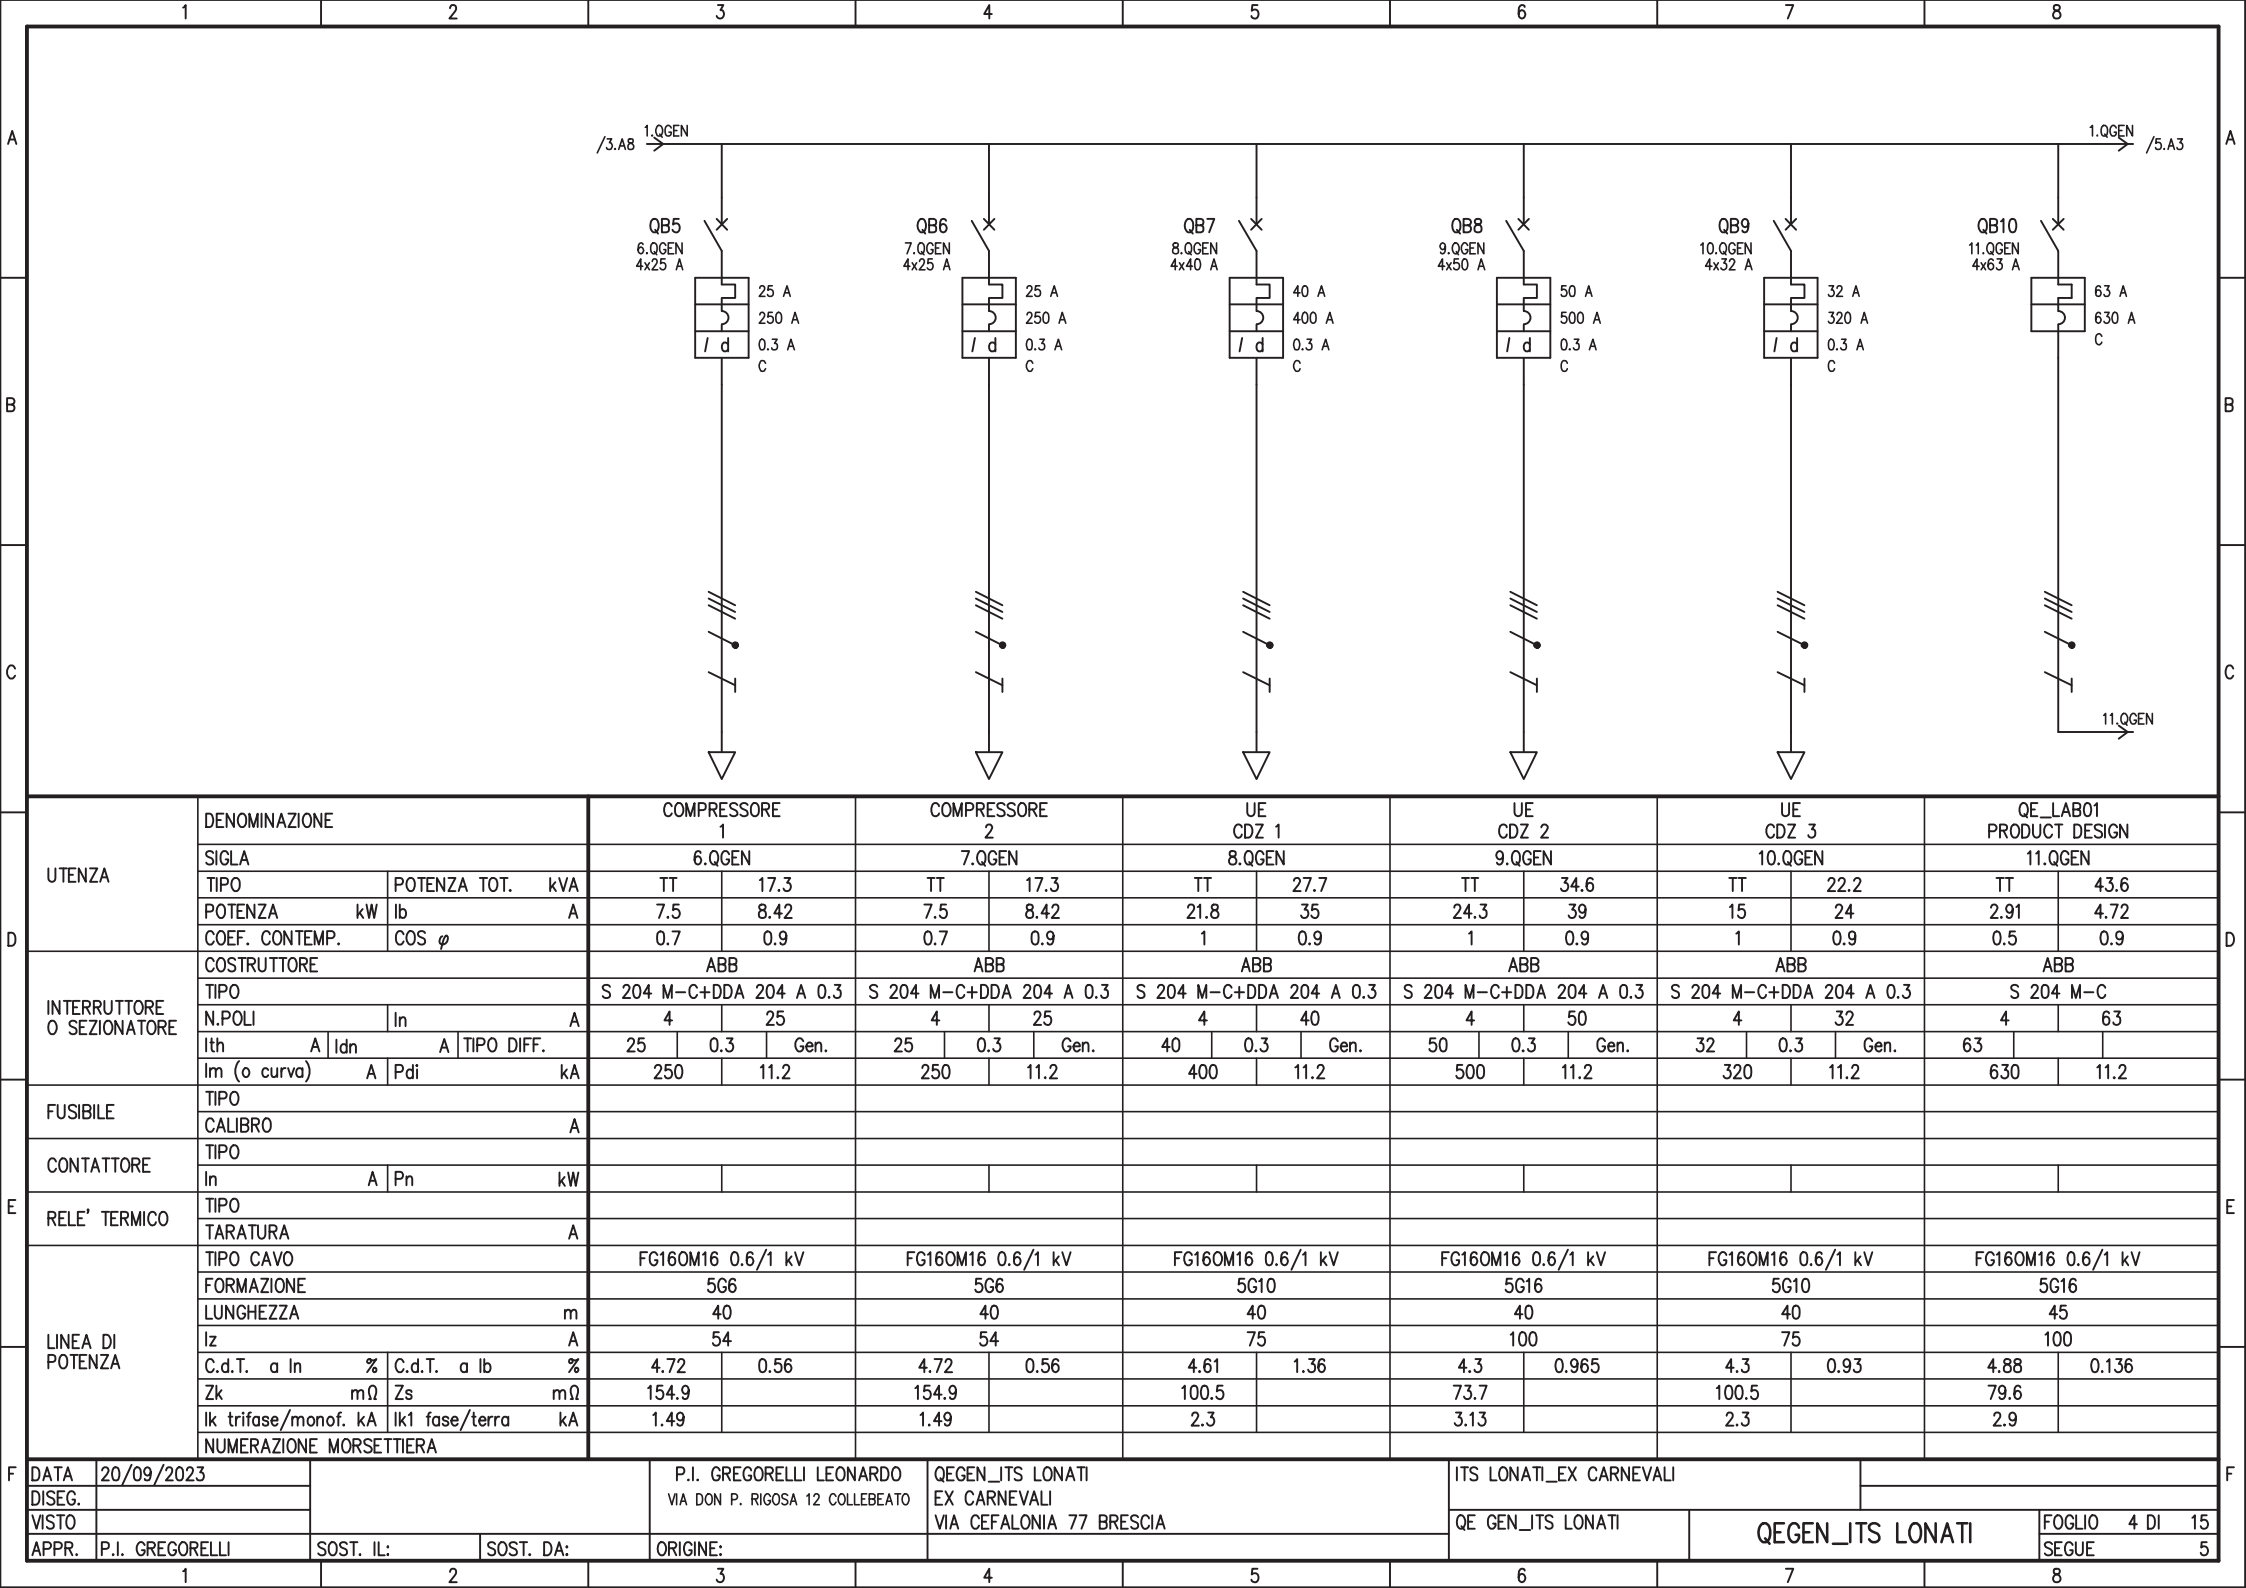 1 2 3 4 5 6 7 8
A A
B B
C C
D D
E E
F F
/3.A8 1.QGEN 1.QGEN /5.A3
QB5 QB6 QB7 QB8 QB9 QB10
6.QGEN 7.QGEN 8.QGEN 9.QGEN 10.QGEN 11.QGEN
4x25 A 4x25 A 4x40 A 4x50 A 4x32 A 4x63 A
25 A 25 A 40 A 50 A 32 A 63 A
250 A 250 A 400 A 500 A 320 A 630 A
I d 0.3 A I d 0.3 A I d 0.3 A I d 0.3 A I d 0.3 A C
C C C C C
11.QGEN
UTENZA
DENOMINAZIONE COMPRESSORE 1 COMPRESSORE 2 UE CDZ 1 UE CDZ 2 UE CDZ 3 QE_LAB01 PRODUCT DESIGN
SIGLA 6.QGEN 7.QGEN 8.QGEN 9.QGEN 10.QGEN 11.QGEN
TIPO POTENZA TOT. kVA TT 17.3 TT 17.3 TT 27.7 TT 34.6 TT 22.2 TT 43.6
POTENZA kW Ib A 7.5 8.42 7.5 8.42 21.8 35 24.3 39 15 24 2.91 4.72
COEF. CONTEMP. COS φ 0.7 0.9 0.7 0.9 1 0.9 1 0.9 1 0.9 0.5 0.9
INTERRUTTORE
O SEZIONATORE
COSTRUTTORE ABB ABB ABB ABB ABB ABB
TIPO S 204 M-C+DDA 204 A 0.3 S 204 M-C+DDA 204 A 0.3 S 204 M-C+DDA 204 A 0.3 S 204 M-C+DDA 204 A 0.3 S 204 M-C+DDA 204 A 0.3 S 204 M-C
N.POLI In A 4 25 4 25 4 40 4 50 4 32 4 63
Ith A Idn A TIPO DIFF. 25 0.3 Gen. 25 0.3 Gen. 40 0.3 Gen. 50 0.3 Gen. 32 0.3 Gen. 63
Im (o curva) A Pdi kA 250 11.2 250 11.2 400 11.2 500 11.2 320 11.2 630 11.2
FUSIBILE
TIPO
CALIBRO A
CONTATTORE
TIPO
In A Pn kW
RELE' TERMICO
TIPO
TARATURA A
LINEA DI
POTENZA
TIPO CAVO FG16OM16 0.6/1 kV FG16OM16 0.6/1 kV FG16OM16 0.6/1 kV FG16OM16 0.6/1 kV FG16OM16 0.6/1 kV FG16OM16 0.6/1 kV
FORMAZIONE 5G6 5G6 5G10 5G16 5G10 5G16
LUNGHEZZA m 40 40 40 40 40 45
Iz A 54 54 75 100 75 100
C.d.T. a In % C.d.T. a Ib % 4.72 0.56 4.72 0.56 4.61 1.36 4.3 0.965 4.3 0.93 4.88 0.136
Zk mΩ Zs mΩ 154.9 154.9 100.5 73.7 100.5 79.6
Ik trifase/monof. kA Ik1 fase/terra kA 1.49 1.49 2.3 3.13 2.3 2.9
NUMERAZIONE MORSETTIERA
DATA 20/09/2023
DISEG.
VISTO
APPR. P.I. GREGORELLI SOST. IL: SOST. DA:
P.I. GREGORELLI LEONARDO
VIA DON P. RIGOSA 12 COLLEBEATO
ORIGINE:
QEGEN_ITS LONATI
EX CARNEVALI
VIA CEFALONIA 77 BRESCIA
ITS LONATI_EX CARNEVALI
QE GEN_ITS LONATI
QEGEN_ITS LONATI
FOGLIO 4 DI 15
SEGUE 5
1 2 3 4 5 6 7 8